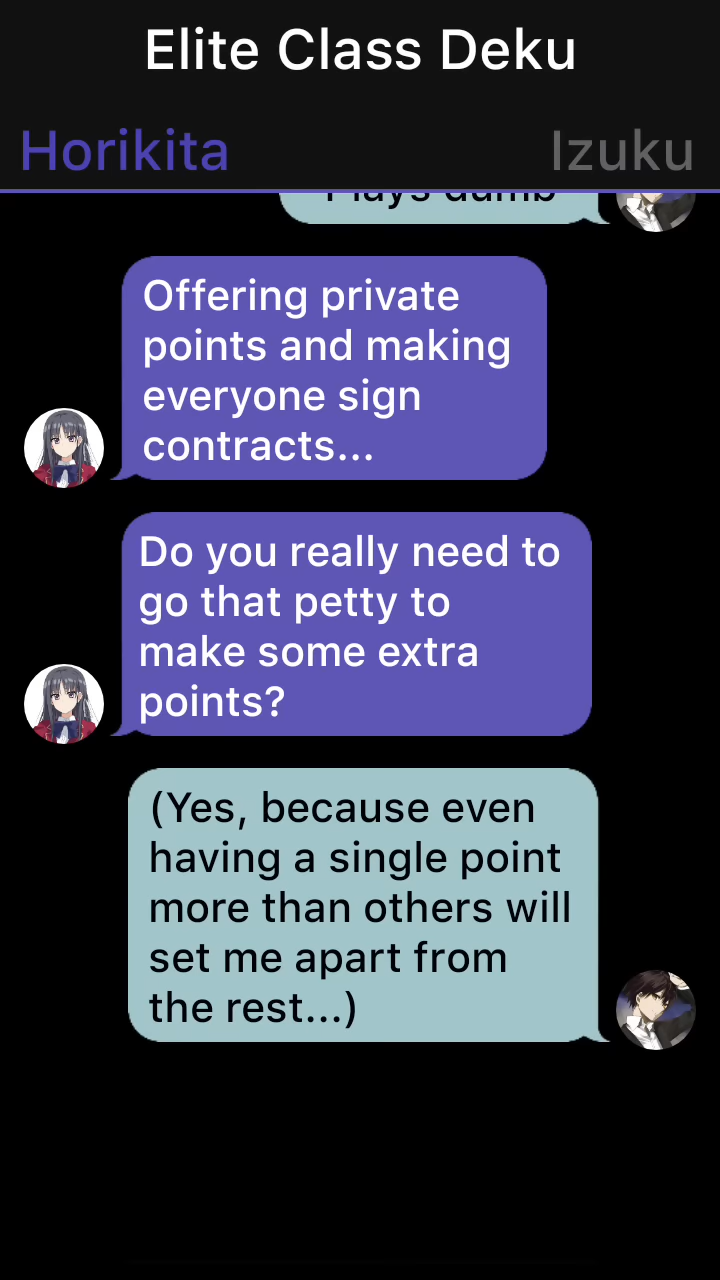 Elite Class Deku
Horikita
Izuku
Plays dumb
Offering private
points and making
everyone sign
contracts...
Do you really need to
go that petty to
make some extra
points?
(Yes, because even
having a single point
more than others will
set me apart from
the rest...)